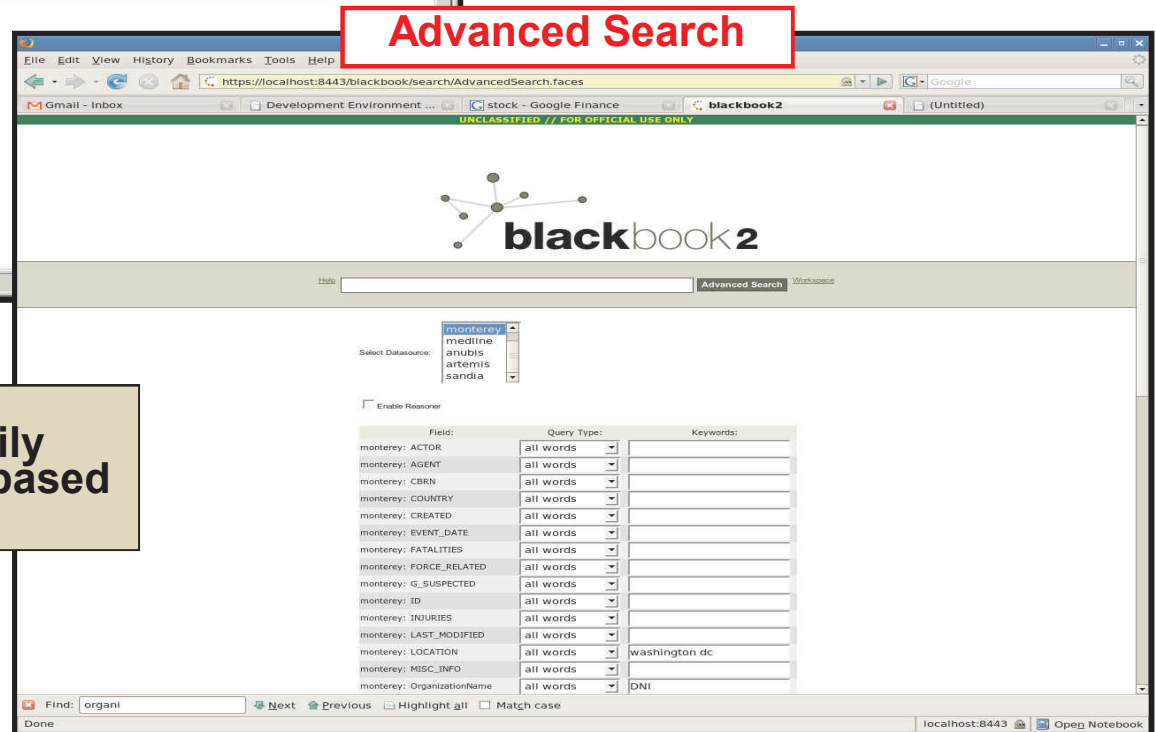 Advanced Search
File Edit View History Bookmarks Tools Help
https://localhost:8443/blackbook/search/AdvancedSearch.faces
Google
Gmail - Inbox
Development Environment ...
stock - Google Finance
blackbook2
(Untitled)
UNCLASSIFIED // FOR OFFICIAL USE ONLY
blackbook2
Help
Advanced Search
Workspace
Select Datasource:
monterey
medline
anubis
artemis
sandia
Enable Reasoner
ily
based
Field: Query Type: Keywords:
monterey: ACTOR all words
monterey: AGENT all words
monterey: CBRN all words
monterey: COUNTRY all words
monterey: CREATED all words
monterey: EVENT_DATE all words
monterey: FATALITIES all words
monterey: FORCE_RELATED all words
monterey: G_SUSPECTED all words
monterey: ID all words
monterey: INJURIES all words
monterey: LAST_MODIFIED all words
monterey: LOCATION all words washington dc
monterey: MISC_INFO all words
monterey: OrganizationName all words DNI
Find: organi Next Previous Highlight all Match case
Done localhost:8443 Open Notebook